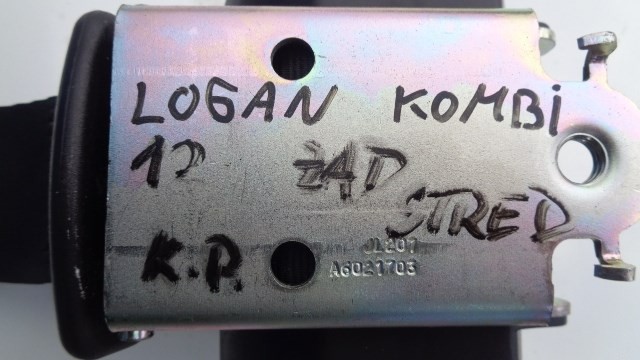 LOGAN KOMBi
12 ZAD
STRED
K.P.
JL207
A6021703